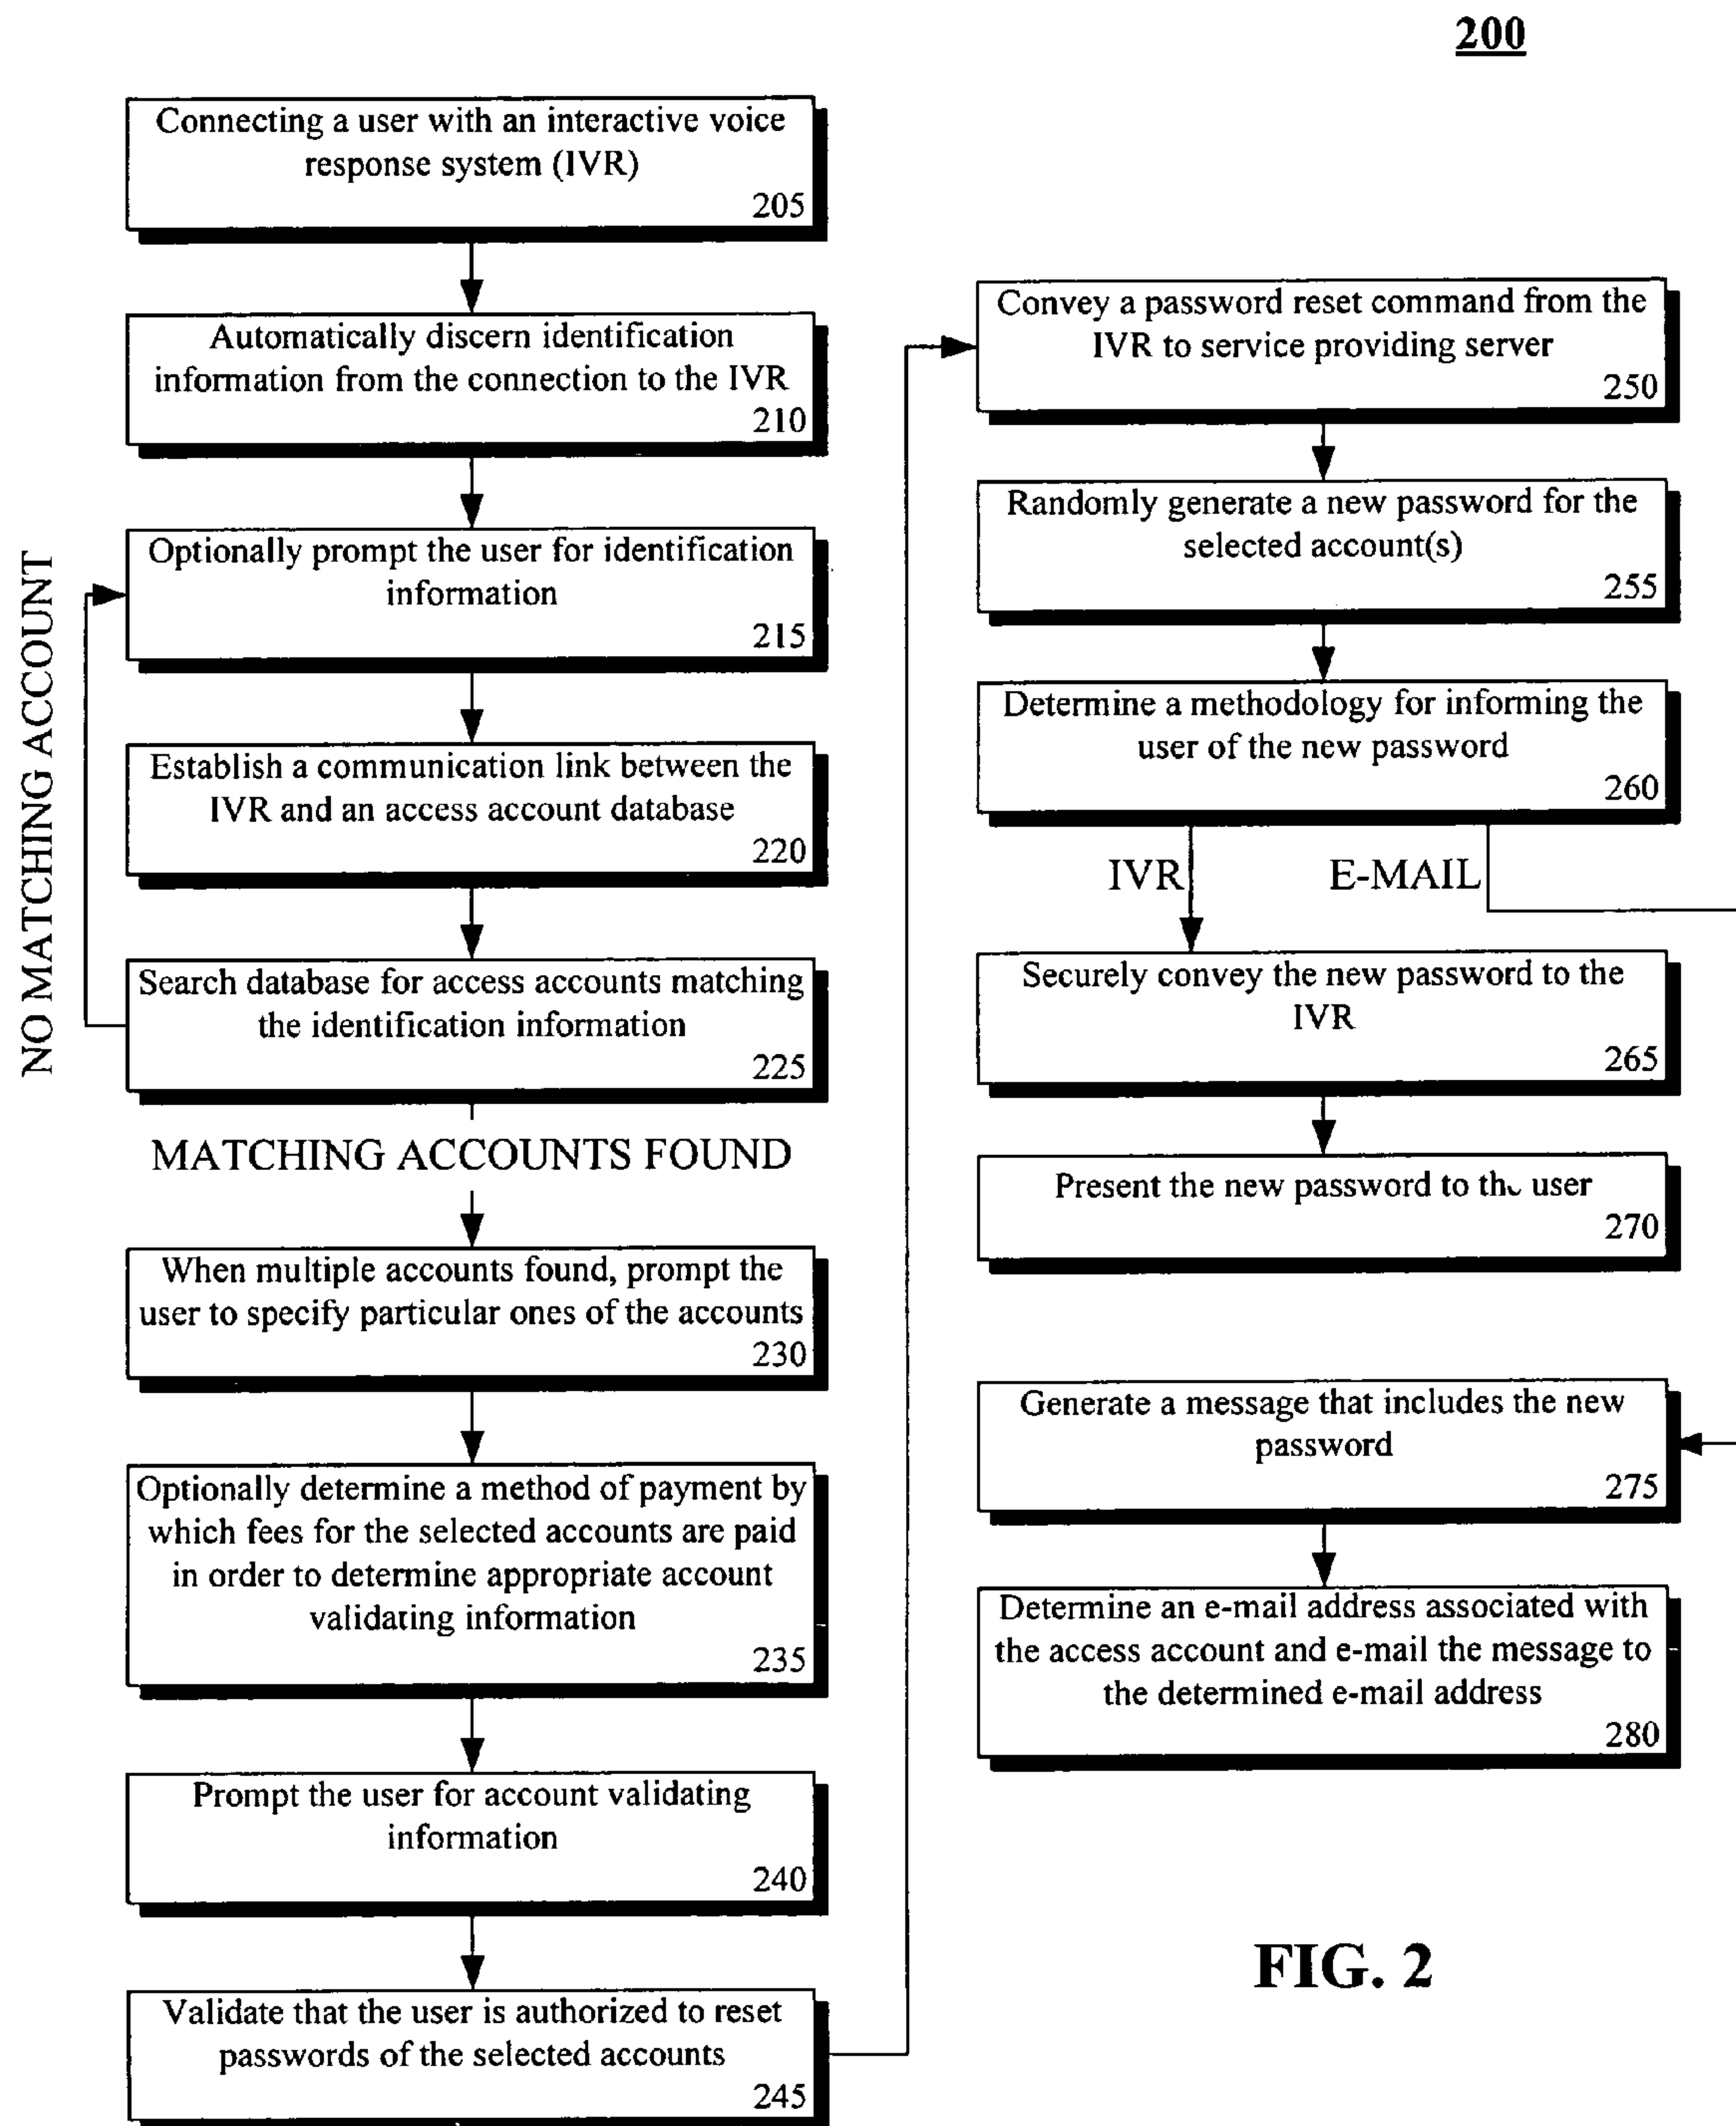 200
Connecting a user with an interactive voice
response system (IVR)
205
Automatically discern identification
information from the connection to the IVR
210
Optionally prompt the user for identification
information
215
NO MATCHING ACCOUNT
Establish a communication link between the
IVR and an access account database
220
Search database for access accounts matching
the identification information
225
MATCHING ACCOUNTS FOUND
When multiple accounts found, prompt the
user to specify particular ones of the accounts
230
Optionally determine a method of payment by
which fees for the selected accounts are paid
in order to determine appropriate account
validating information
235
Prompt the user for account validating
information
240
Validate that the user is authorized to reset
passwords of the selected accounts
245
Convey a password reset command from the
IVR to service providing server
250
Randomly generate a new password for the
selected account(s)
255
Determine a methodology for informing the
user of the new password
260
IVR
E-MAIL
Securely convey the new password to the
IVR
265
Present the new password to the user
270
Generate a message that includes the new
password
275
Determine an e-mail address associated with
the access account and e-mail the message to
the determined e-mail address
280
FIG. 2